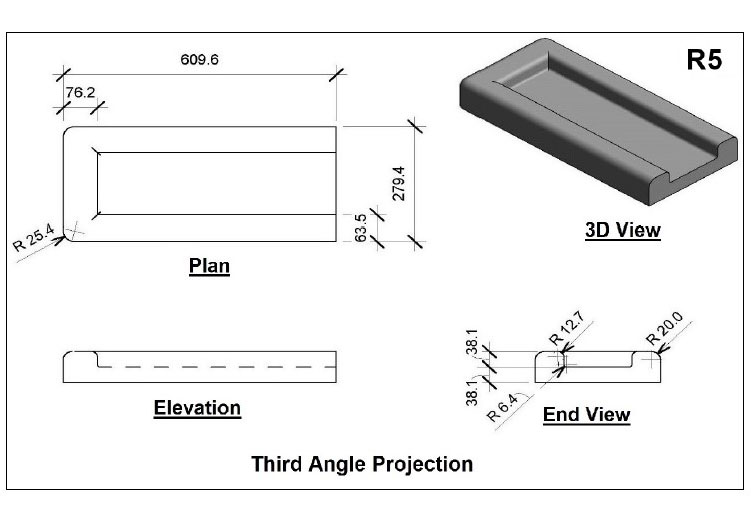 609.6
R5
76.2
279.4
63.5
R 25.4
3D View
Plan
R 12.7
R 20.0
38.1
38.1
R 6.4
Elevation
End View
Third Angle Projection